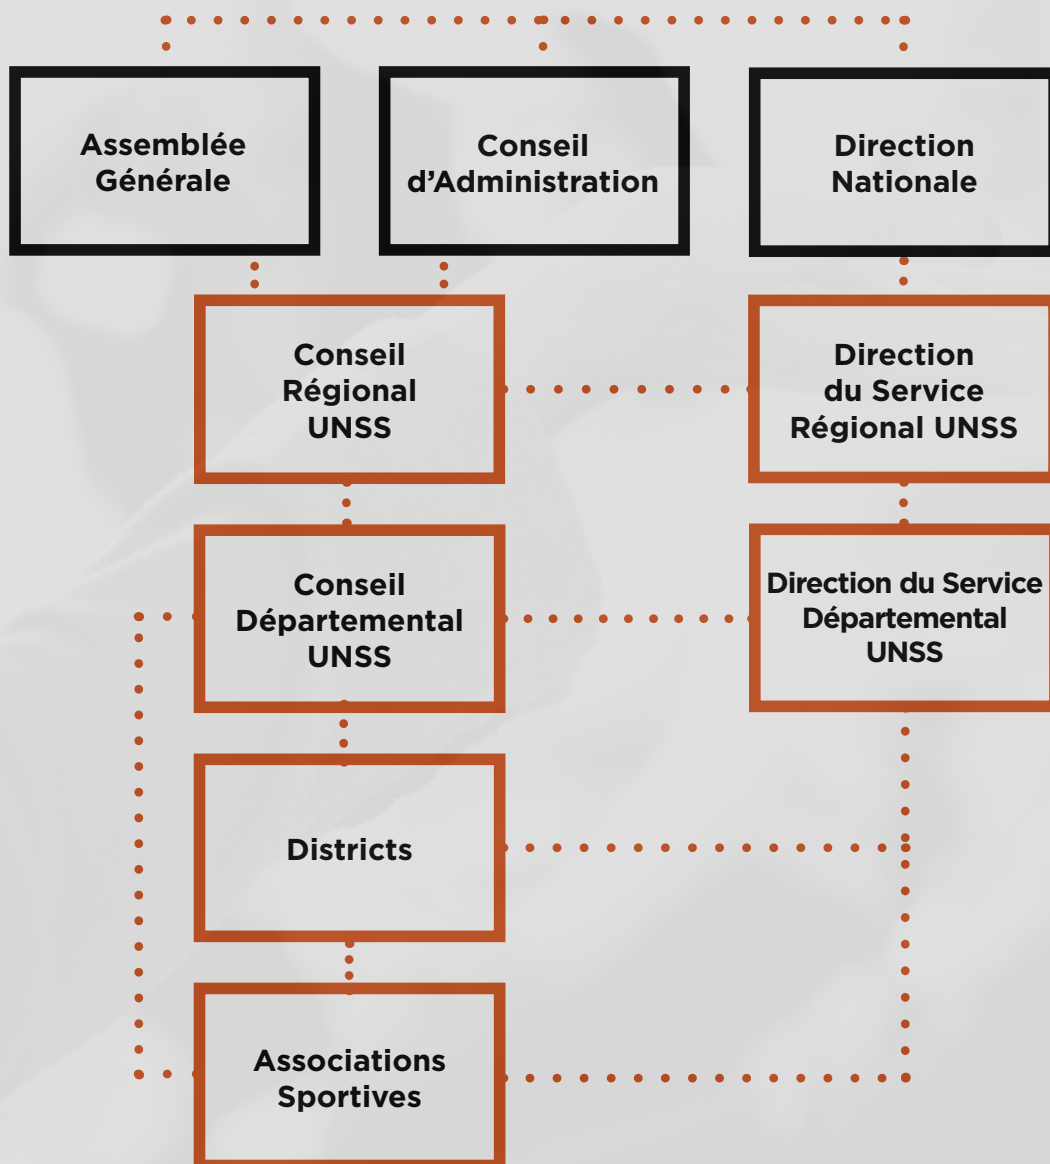 Assemblée
Générale
Conseil
d'Administration
Direction
Nationale
Conseil
Régional
UNSS
Direction
du Service
Régional UNSS
Conseil
Départemental
UNSS
Direction du Service
Départemental
UNSS
Districts
Associations
Sportives